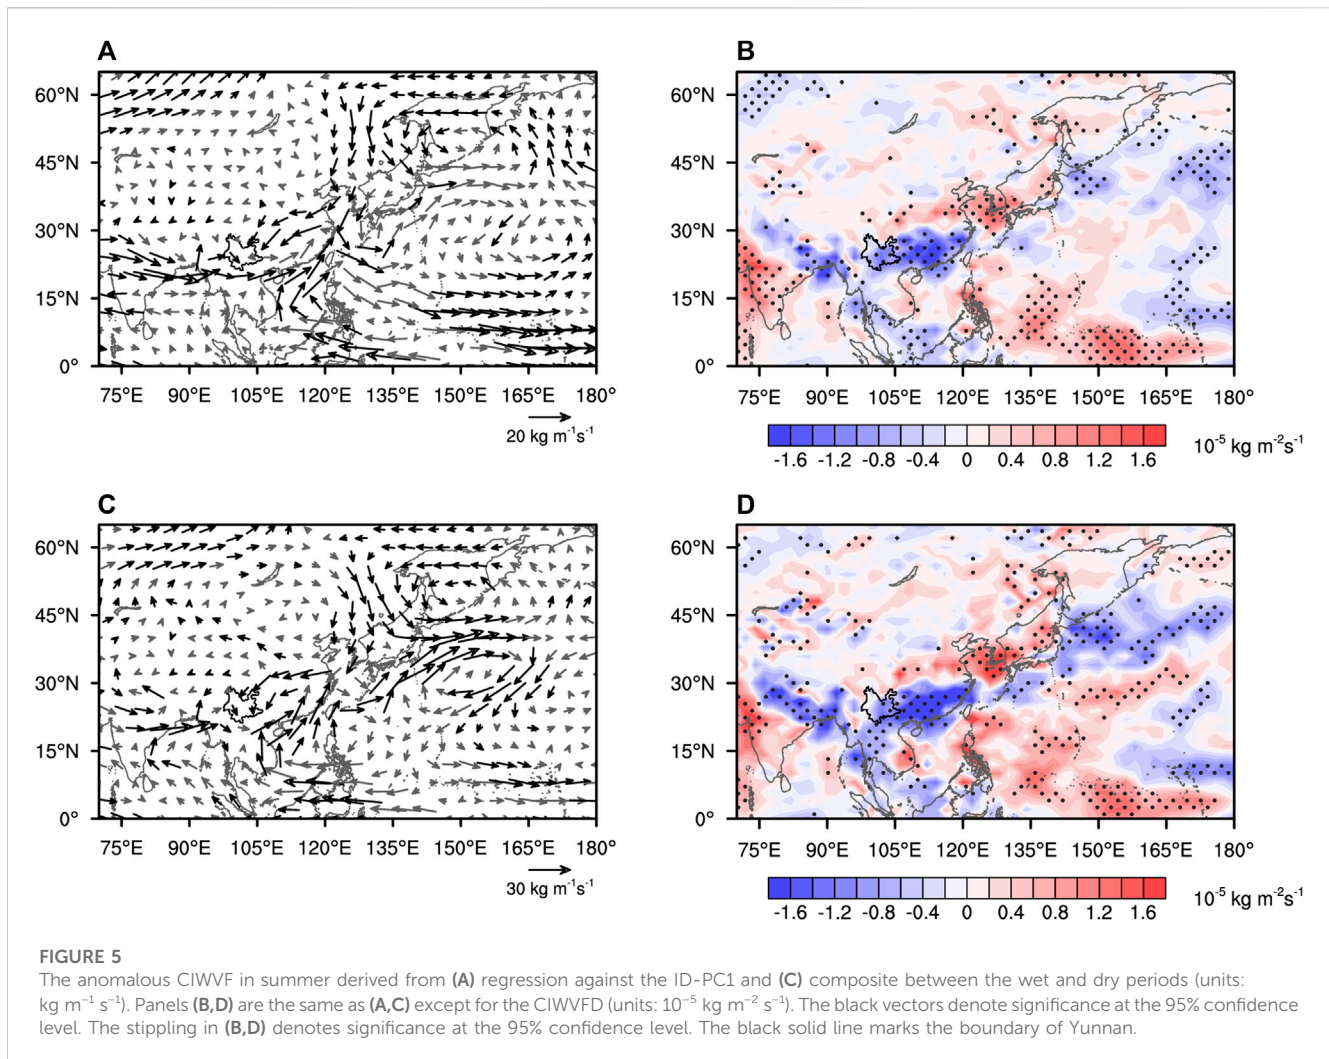 A
B
60°N
45°N
30°N
15°N
0°
75°E 90°E 105°E 120°E 135°E 150°E 165°E 180°
20 kg m⁻¹s⁻¹
60°N
45°N
30°N
15°N
0°
75°E 90°E 105°E 120°E 135°E 150°E 165°E 180°
-1.6 -1.2 -0.8 -0.4 0 0.4 0.8 1.2 1.6
10⁻⁵ kg m⁻²s⁻¹
C
D
60°N
45°N
30°N
15°N
0°
75°E 90°E 105°E 120°E 135°E 150°E 165°E 180°
30 kg m⁻¹s⁻¹
60°N
45°N
30°N
15°N
0°
75°E 90°E 105°E 120°E 135°E 150°E 165°E 180°
-1.6 -1.2 -0.8 -0.4 0 0.4 0.8 1.2 1.6
10⁻⁵ kg m⁻²s⁻¹
FIGURE 5
The anomalous CIWVF in summer derived from (A) regression against the ID-PC1 and (C) composite between the wet and dry periods (units:
kg m⁻¹ s⁻¹). Panels (B,D) are the same as (A,C) except for the CIWVFD (units: 10⁻⁵ kg m⁻² s⁻¹). The black vectors denote significance at the 95% confidence
level. The stippling in (B,D) denotes significance at the 95% confidence level. The black solid line marks the boundary of Yunnan.